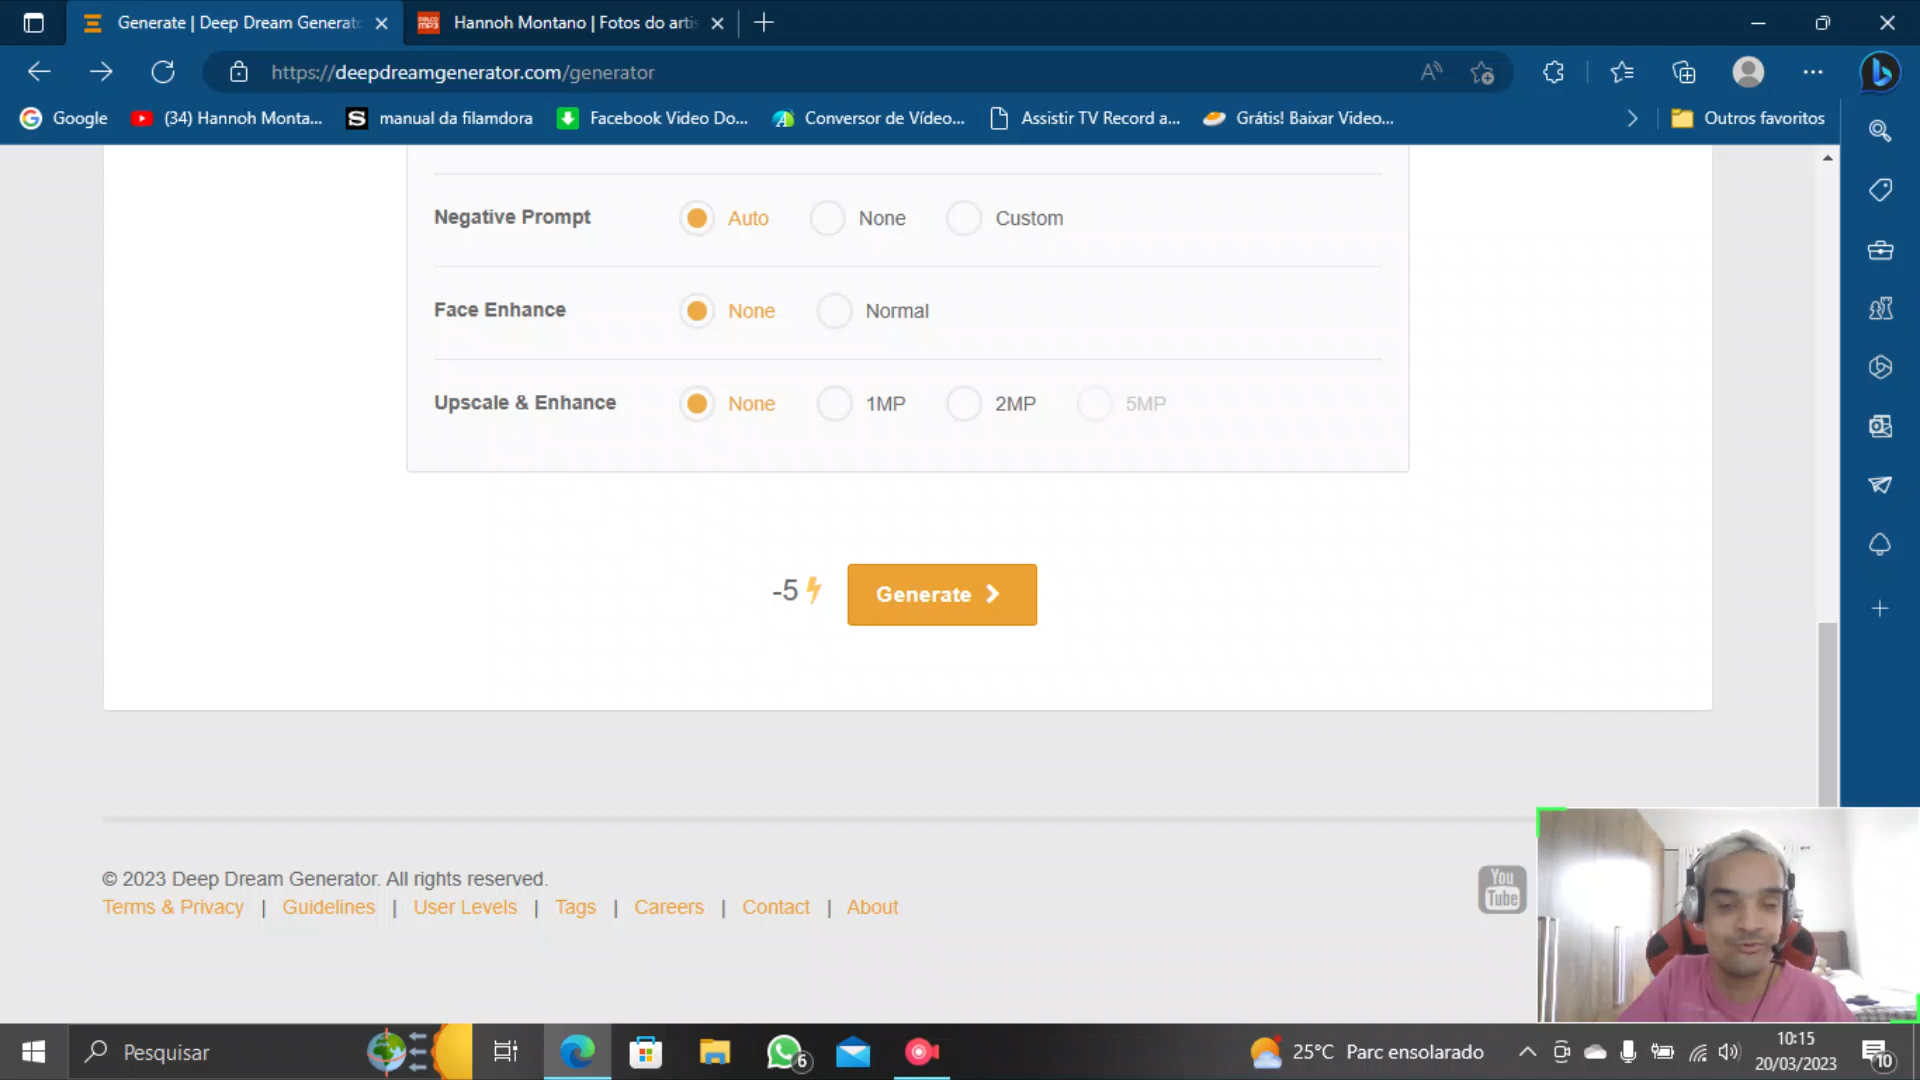 Generate | Deep Dream Generato
Hannoh Montano | Fotos do arti
https://deepdreamgenerator.com/generator
Google
(34) Hannoh Monta...
manual da filamdora
Facebook Video Do...
Conversor de Vídeo...
Assistir TV Record a...
Grátis! Baixar Video...
Outros favoritos
Negative Prompt Auto None Custom
Face Enhance None Normal
Upscale & Enhance None 1MP 2MP 5MP
-5 Generate
© 2023 Deep Dream Generator. All rights reserved.
Terms & Privacy | Guidelines | User Levels | Tags | Careers | Contact | About
You
Tube
Pesquisar
6
25°C Parc ensolarado
10:15
20/03/2023
10